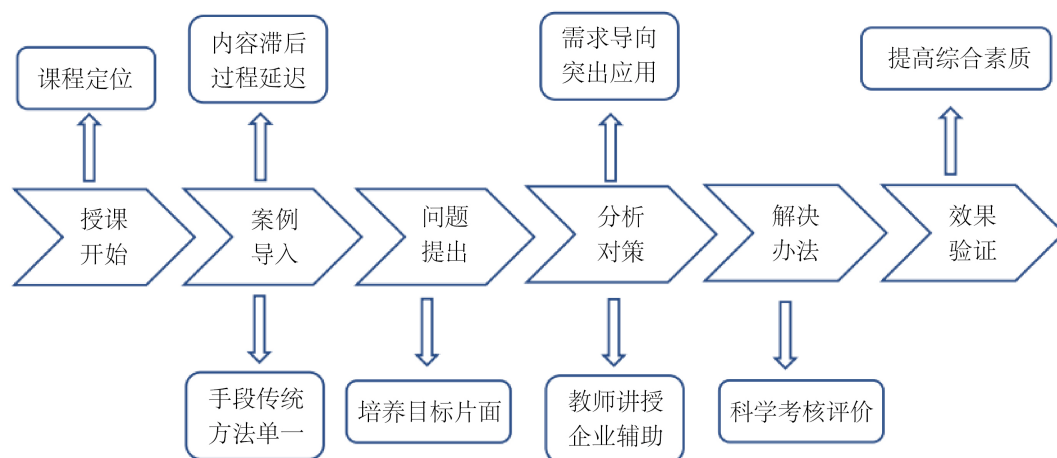 课程定位
内容滞后
过程延迟
需求导向
突出应用
提高综合素质
授课
开始
案例
导入
问题
提出
分析
对策
解决
办法
效果
验证
手段传统
方法单一
培养目标片面
教师讲授
企业辅助
科学考核评价